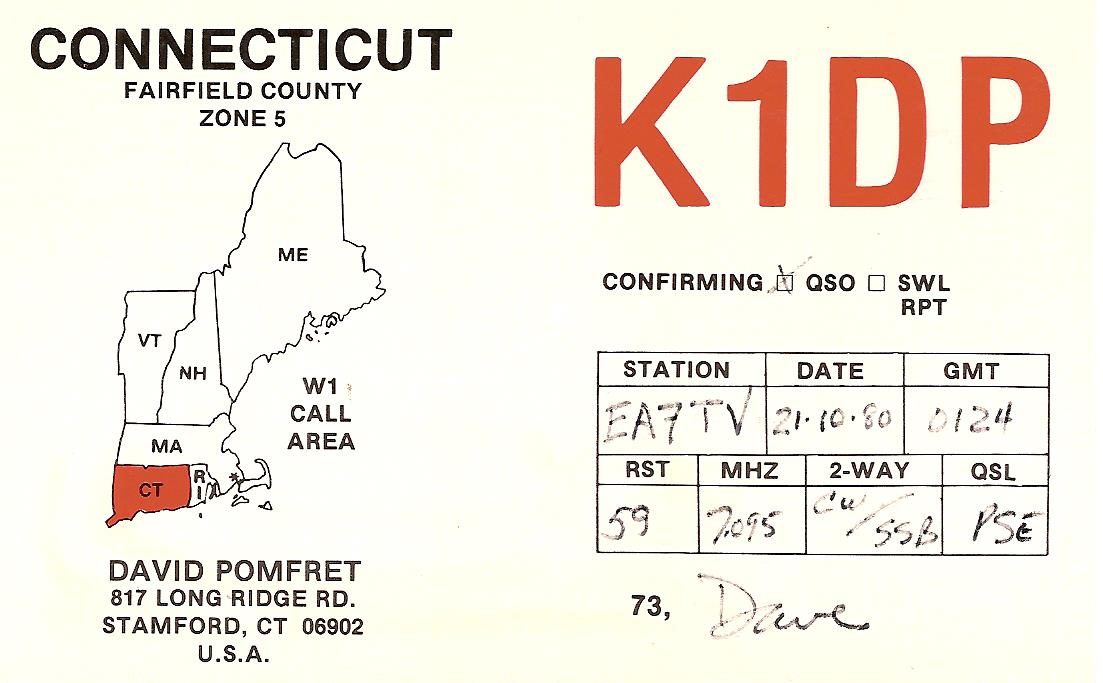 CONNECTICUT
FAIRFIELD COUNTY
ZONE 5
ME
VT
NH
W1
CALL
AREA
MA
CT
R
I
DAVID POMFRET
817 LONG RIDGE RD.
STAMFORD, CT 06902
U.S.A.
K1DP
CONFIRMING QSO SWL
RPT
STATION DATE GMT
EA7TV 21·10·80 0124
RST MHZ 2-WAY QSL
59 7.095 CW/SSB PSE
73, Dave